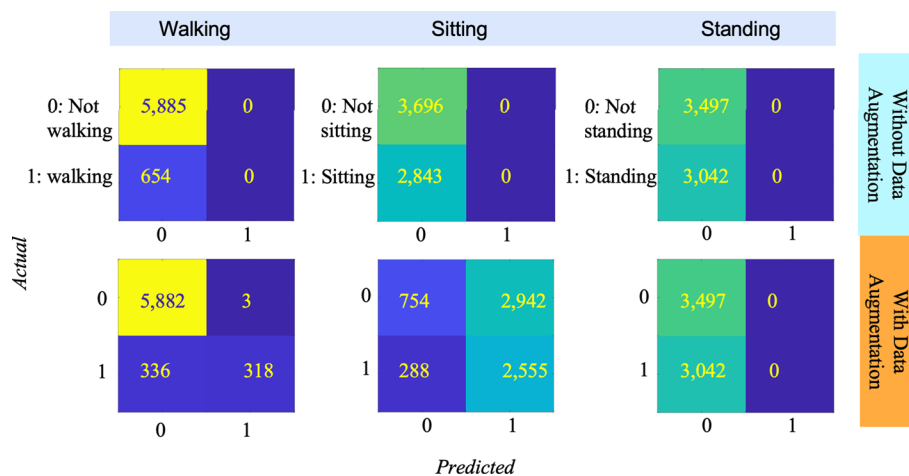 Walking
Sitting
Standing
0: Not
walking
5,885
0
0: Not
sitting
3,696
0
0: Not
standing
3,497
0
1: walking
654
0
1: Sitting
2,843
0
1: Standing
3,042
0
0
1
0
1
0
1
Without Data
Augmentation
Actual
0
5,882
3
0
754
2,942
0
3,497
0
1
336
318
1
288
2,555
1
3,042
0
0
1
0
1
0
1
With Data
Augmentation
Predicted